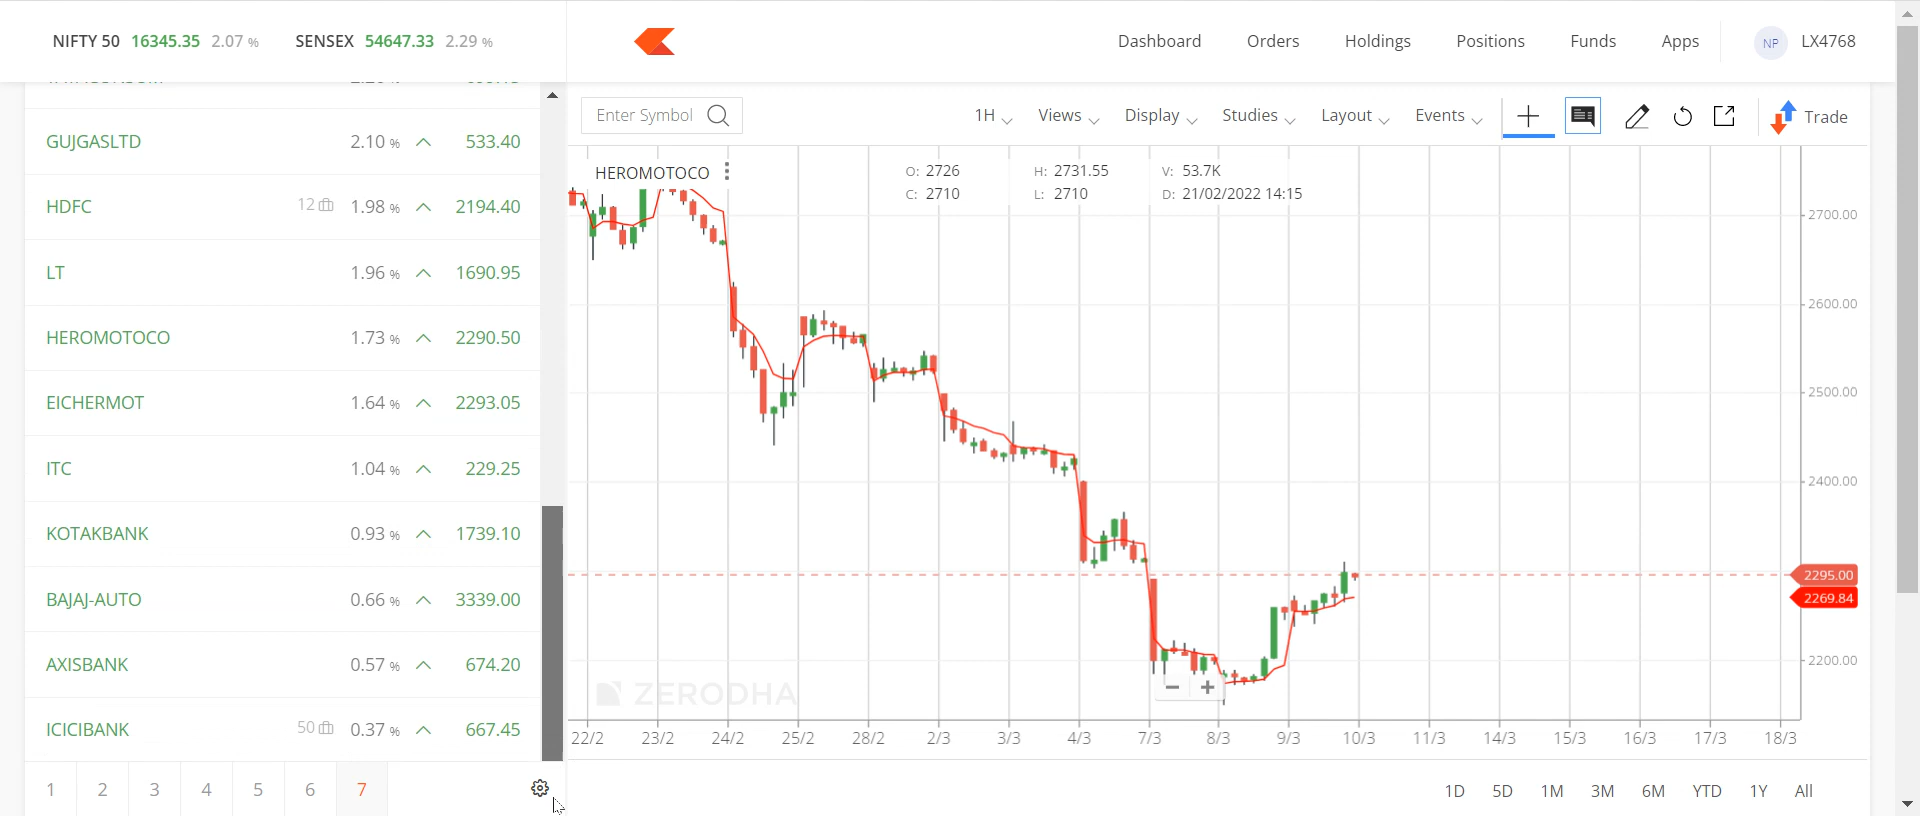 NIFTY 50 16345.35 2.07 % SENSEX 54647.33 2.29 %
Dashboard Orders Holdings Positions Funds Apps NP LX4768
GUJGASLTD 2.10 % 533.40
HDFC 12 1.98 % 2194.40
LT 1.96 % 1690.95
HEROMOTOCO 1.73 % 2290.50
EICHERMOT 1.64 % 2293.05
ITC 1.04 % 229.25
KOTAKBANK 0.93 % 1739.10
BAJAJ-AUTO 0.66 % 3339.00
AXISBANK 0.57 % 674.20
ICICIBANK 50 0.37 % 667.45
1 2 3 4 5 6 7
Enter Symbol 1H Views Display Studies Layout Events Trade
HEROMOTOCO O: 2726 H: 2731.55 V: 53.7K
C: 2710 L: 2710 D: 21/02/2022 14:15
2700.00
2600.00
2500.00
2400.00
2295.00
2269.84
2200.00
ZERODHA
22/2 23/2 24/2 25/2 28/2 2/3 3/3 4/3 7/3 8/3 9/3 10/3 11/3 14/3 15/3 16/3 17/3 18/3
1D 5D 1M 3M 6M YTD 1Y All